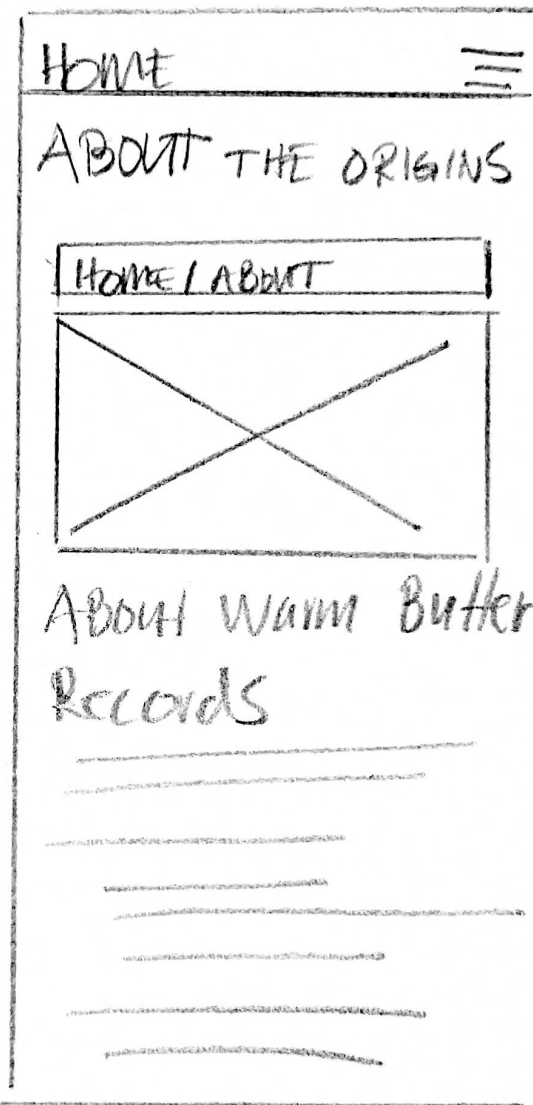 HOME
ABOUT THE ORIGINS
HOME / ABOUT
About Warm Butter
Records